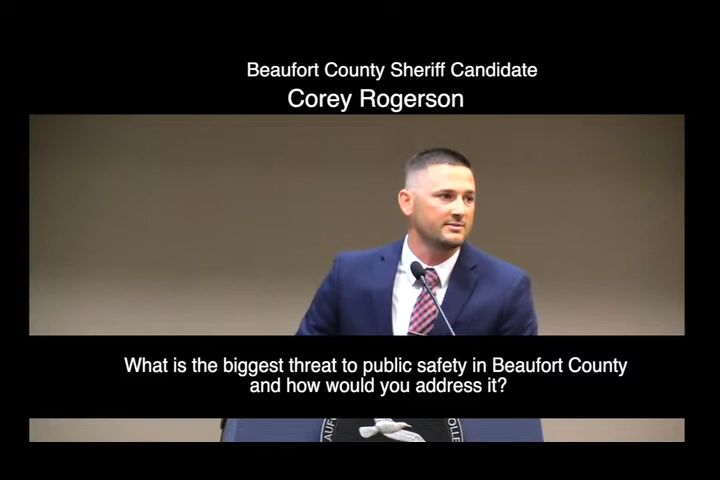 Beaufort County Sheriff Candidate
Corey Rogerson
What is the biggest threat to public safety in Beaufort County
and how would you address it?